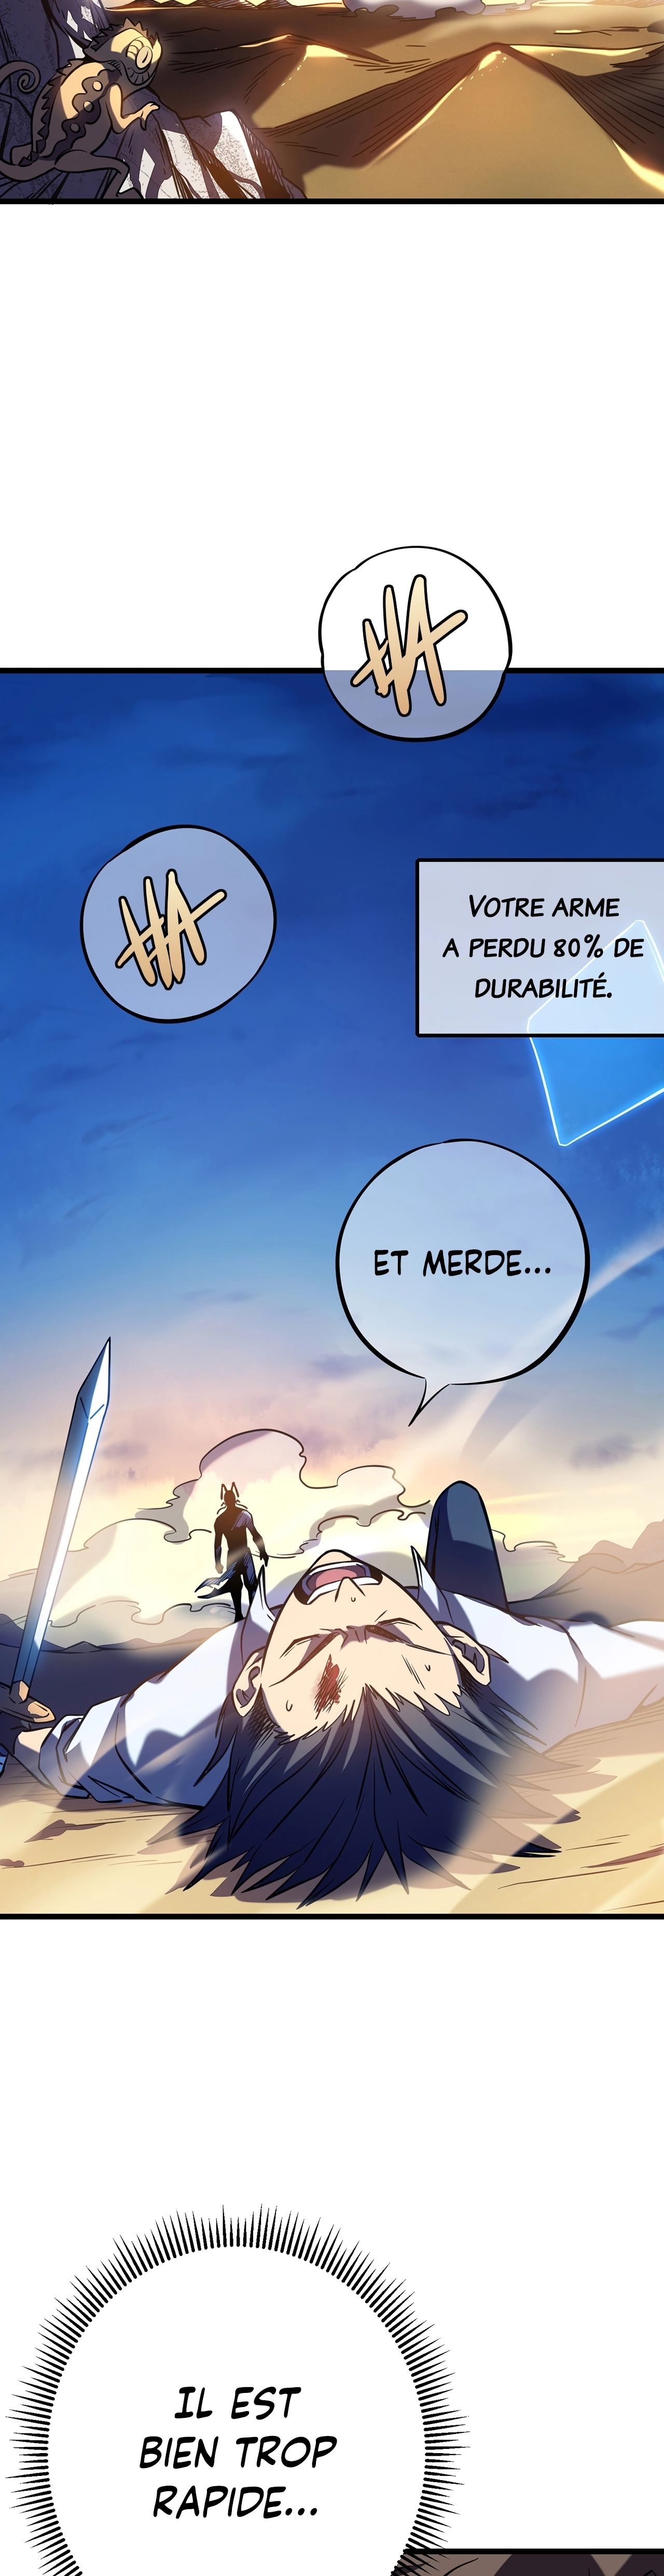 HA
HA
VOTRE ARME
A PERDU 80% DE
DURABILITÉ.
ET MERDE...
IL EST
BIEN TROP
RAPIDE...